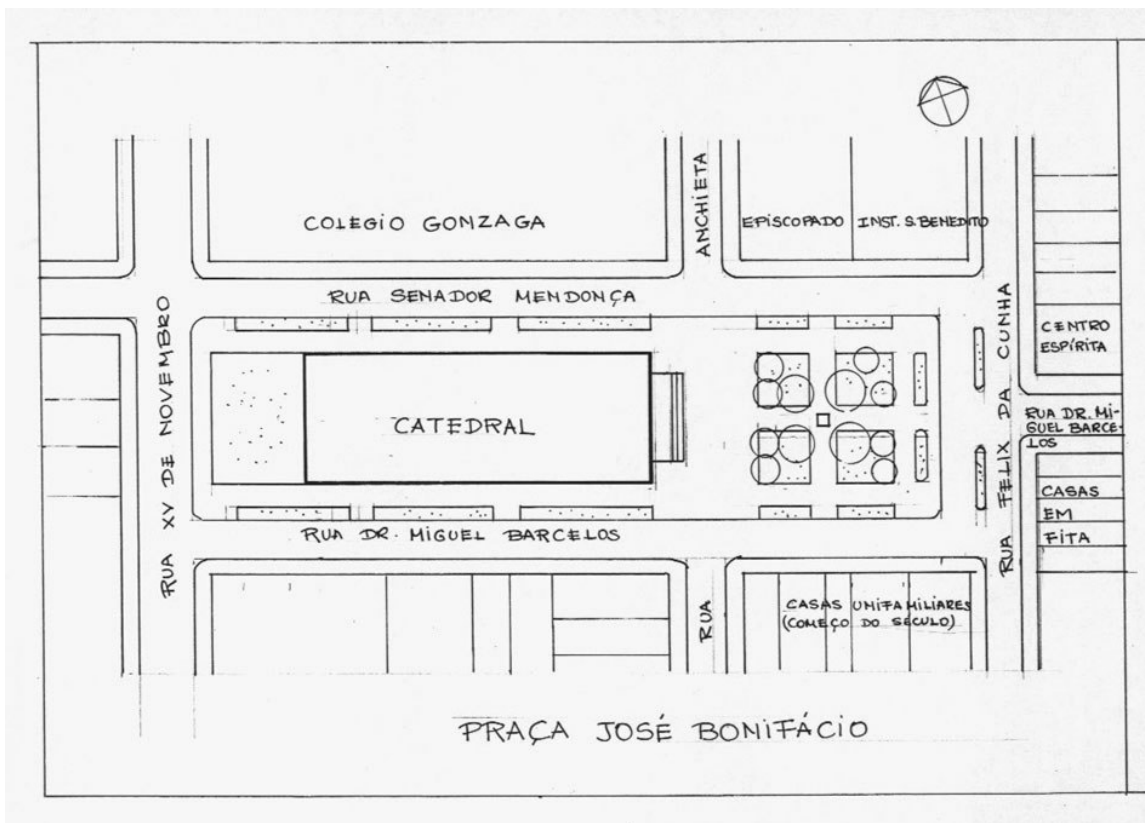 COLEGIO GONZAGA
ANCHIETA
EPISCOPADO
INST. S. BENEDITO
RUA SENADOR MENDONÇA
RUA XV DE NOVEMBRO
CATEDRAL
RUA FELIX DA CUNHA
CENTRO
ESPÍRITA
RUA DR. MI-
GUEL BARCE-
LOS
CASAS
EM
FITA
RUA DR. MIGUEL BARCELOS
RUA
CASAS UNIFAMILIARES
(COMEÇO DO SÉCULO)
PRAÇA JOSÉ BONIFÁCIO